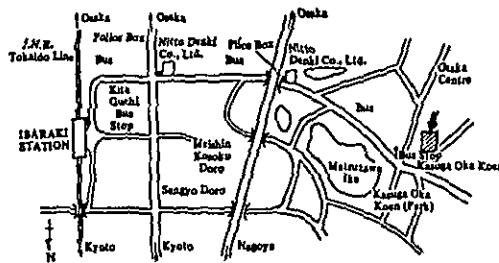 Osaka
Osaka
Osaka
J.N.R.
Tokaido Line
Police Box
Nitto Denki
Co., Ltd.
Bus
Bus
Police Box
Nitto
Denki Co., Ltd.
Osaka
Centre
Kita
Guchi
Bus
Stop
Bus
IBARAKI
STATION
Meishin
Kosoku
Doro
Matsuzawa
Ike
Bus Stop
Kasuga Oka Koen
Sangyo Doro
Kasuga Oka
Koen (Park)
N
Kyoto
Kyoto
Nagoya